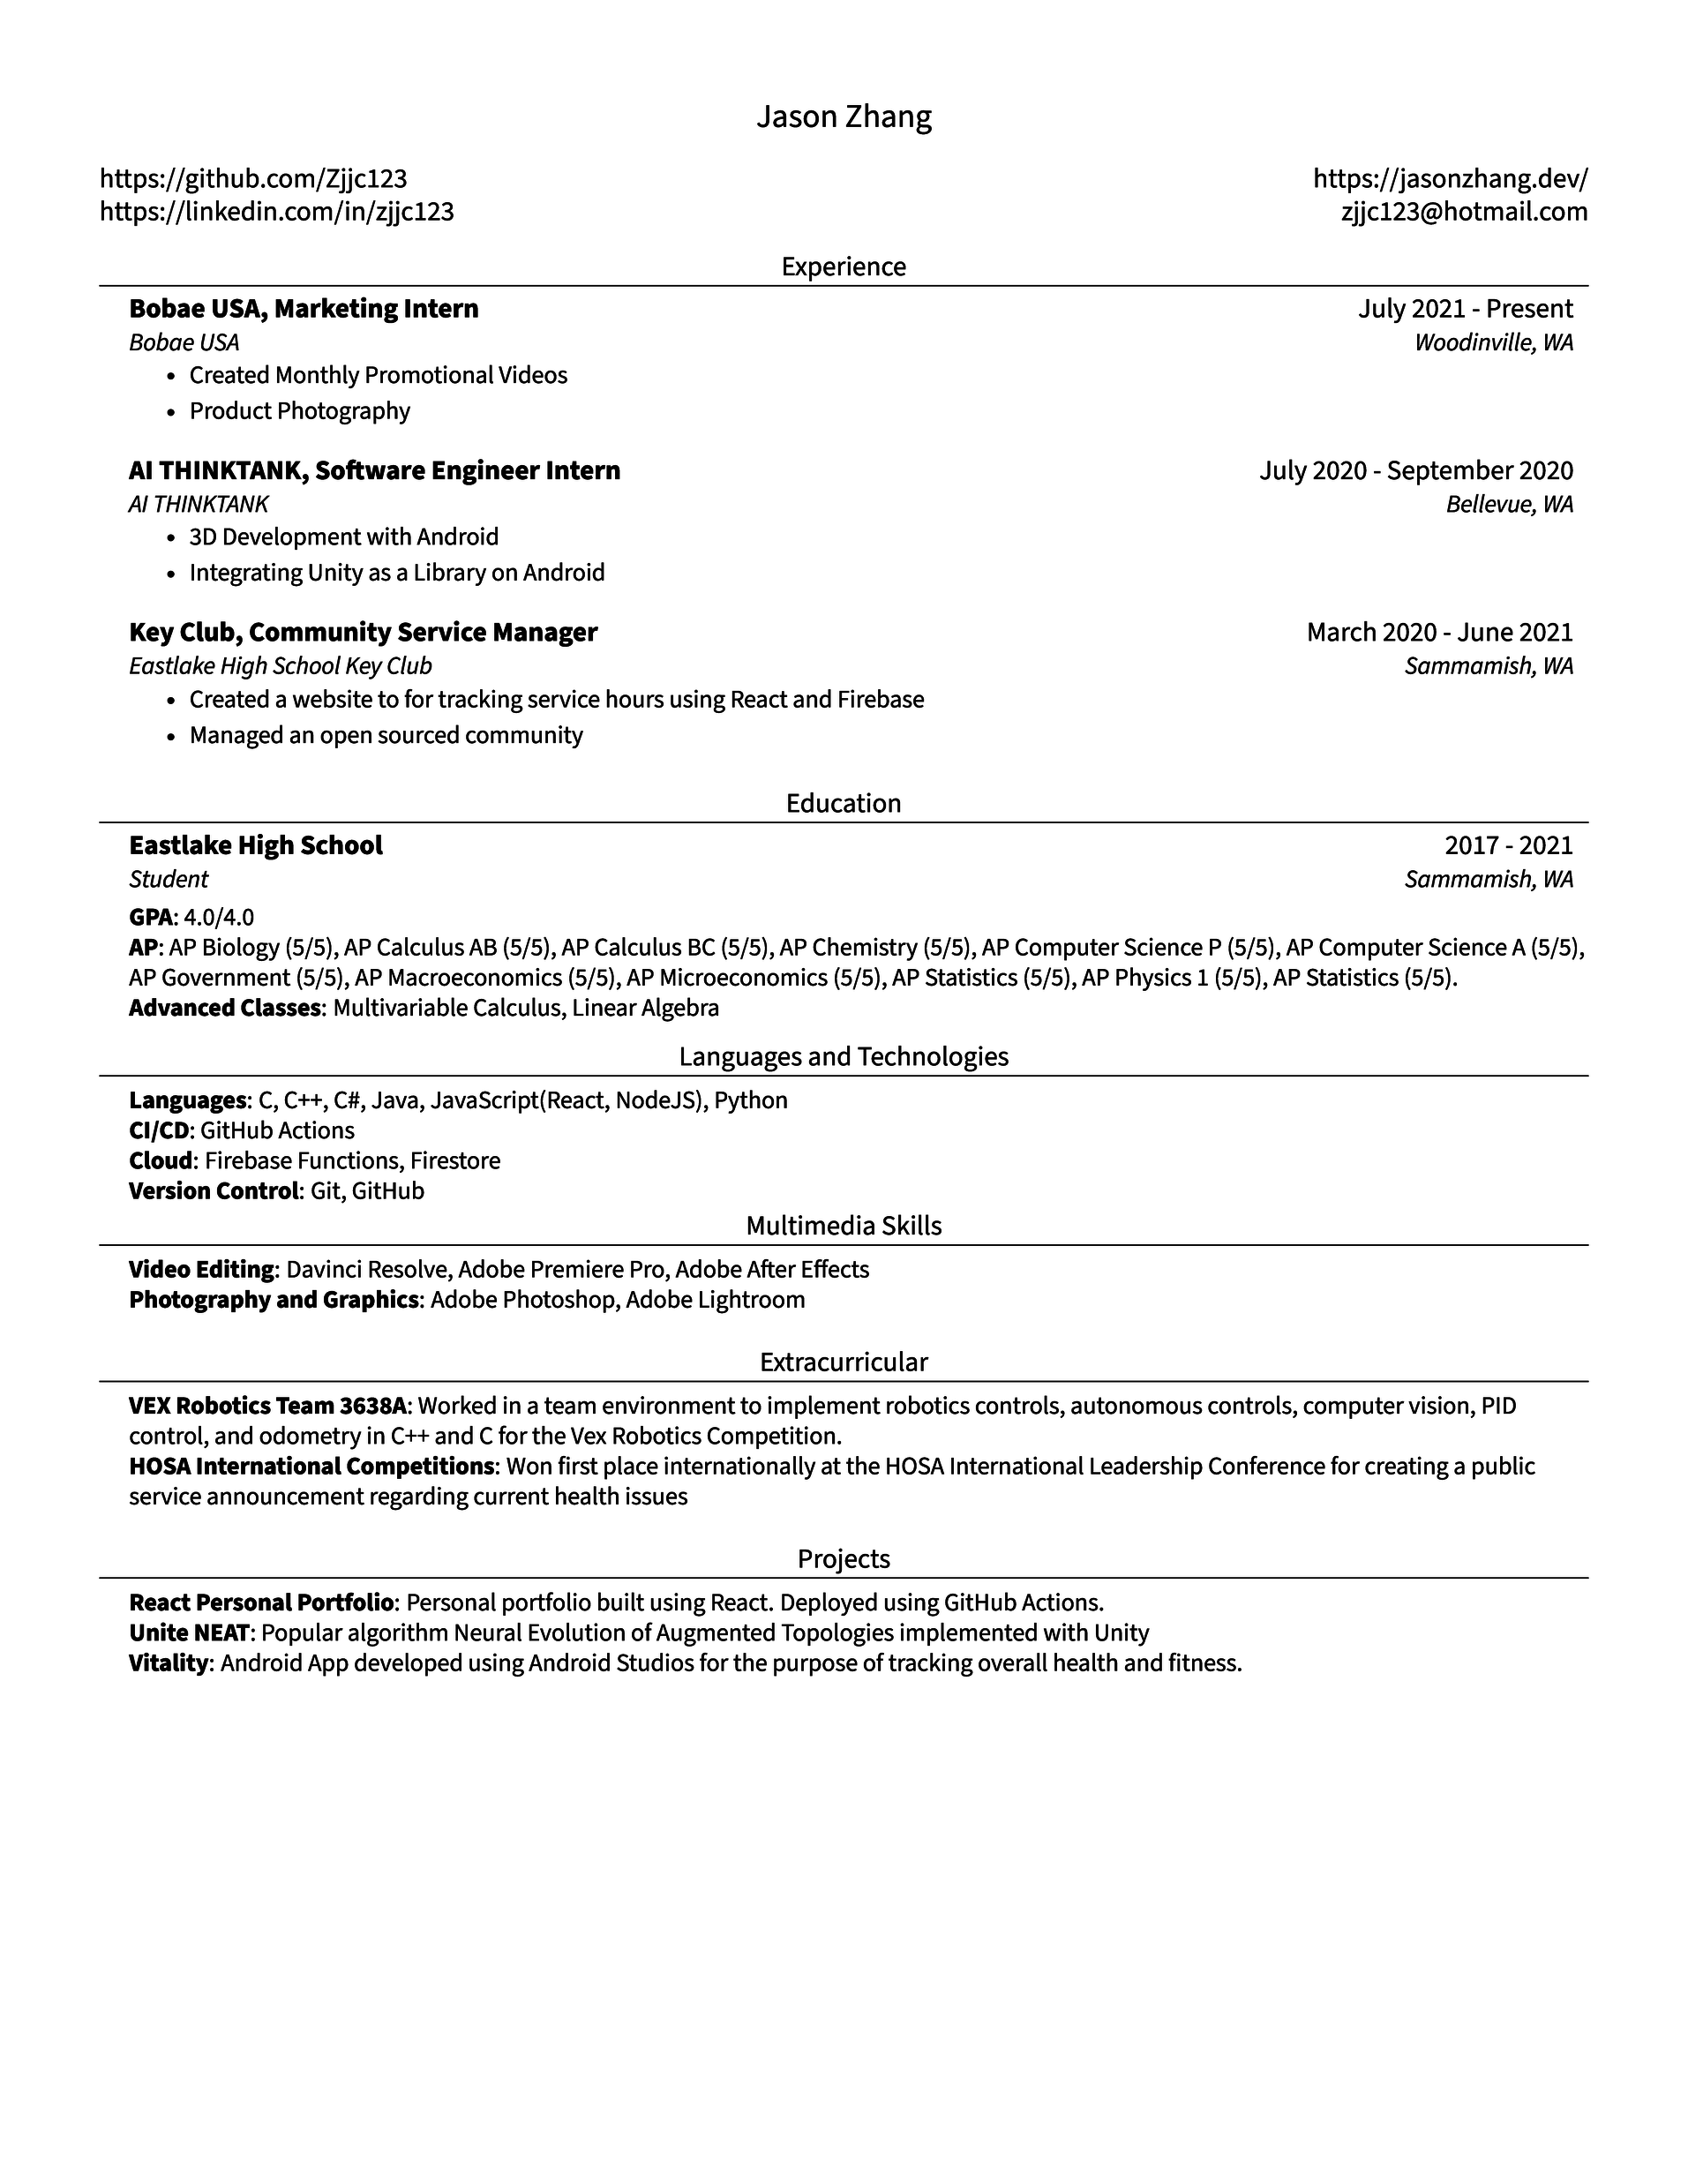 Jason Zhang
https://github.com/Zjjc123 https://jasonzhang.dev/
https://linkedin.com/in/zjjc123 zjjc123@hotmail.com
Experience
Bobae USA, Marketing Intern July 2021 - Present
Bobae USA Woodinville, WA
• Created Monthly Promotional Videos
• Product Photography
AI THINKTANK, Software Engineer Intern July 2020 - September 2020
AI THINKTANK Bellevue, WA
• 3D Development with Android
• Integrating Unity as a Library on Android
Key Club, Community Service Manager March 2020 - June 2021
Eastlake High School Key Club Sammamish, WA
• Created a website to for tracking service hours using React and Firebase
• Managed an open sourced community
Education
Eastlake High School 2017 - 2021
Student Sammamish, WA
GPA: 4.0/4.0
AP: AP Biology (5/5), AP Calculus AB (5/5), AP Calculus BC (5/5), AP Chemistry (5/5), AP Computer Science P (5/5), AP Computer Science A (5/5),
AP Government (5/5), AP Macroeconomics (5/5), AP Microeconomics (5/5), AP Statistics (5/5), AP Physics 1 (5/5), AP Statistics (5/5).
Advanced Classes: Multivariable Calculus, Linear Algebra
Languages and Technologies
Languages: C, C++, C#, Java, JavaScript(React, NodeJS), Python
CI/CD: GitHub Actions
Cloud: Firebase Functions, Firestore
Version Control: Git, GitHub
Multimedia Skills
Video Editing: Davinci Resolve, Adobe Premiere Pro, Adobe After Effects
Photography and Graphics: Adobe Photoshop, Adobe Lightroom
Extracurricular
VEX Robotics Team 3638A: Worked in a team environment to implement robotics controls, autonomous controls, computer vision, PID
control, and odometry in C++ and C for the Vex Robotics Competition.
HOSA International Competitions: Won first place internationally at the HOSA International Leadership Conference for creating a public
service announcement regarding current health issues
Projects
React Personal Portfolio: Personal portfolio built using React. Deployed using GitHub Actions.
Unite NEAT: Popular algorithm Neural Evolution of Augmented Topologies implemented with Unity
Vitality: Android App developed using Android Studios for the purpose of tracking overall health and fitness.